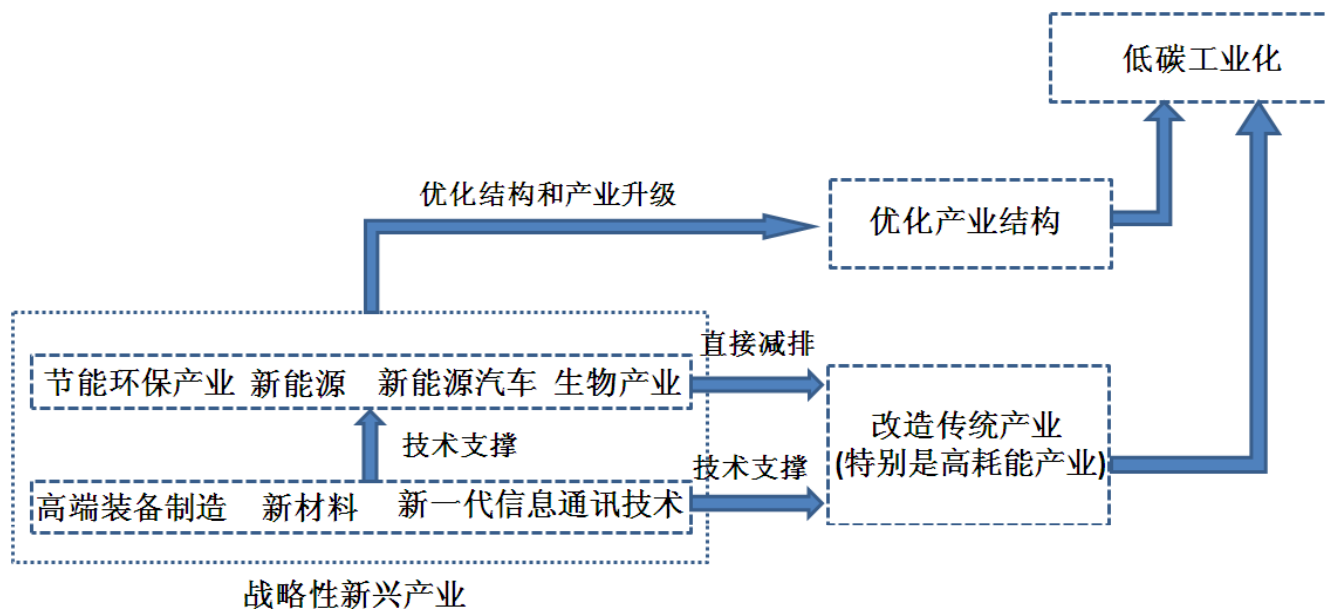 低碳工业化
优化结构和产业升级
优化产业结构
直接减排
节能环保产业 新能源 新能源汽车 生物产业
改造传统产业
(特别是高耗能产业)
技术支撑
技术支撑
高端装备制造 新材料 新一代信息通讯技术
战略性新兴产业